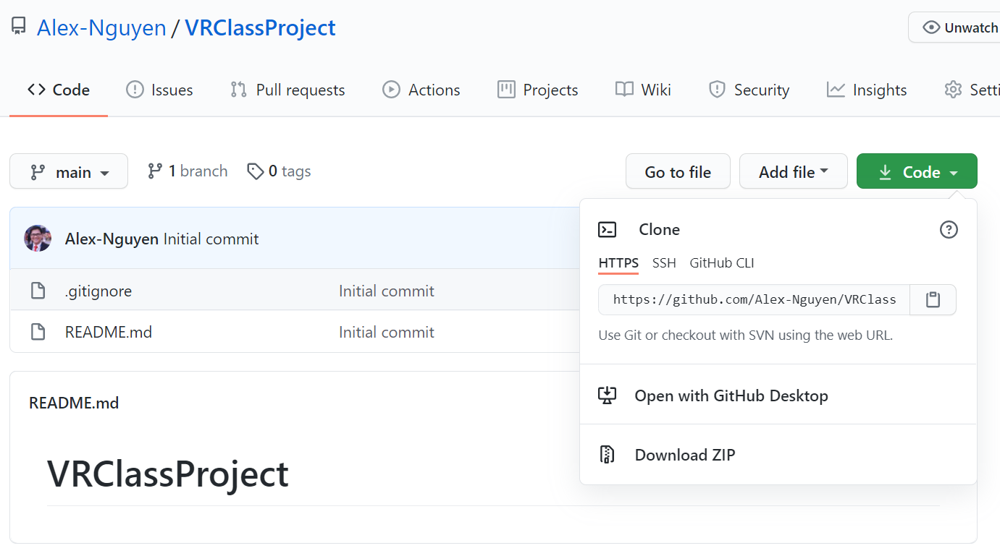 Alex-Nguyen / VRClassProject
Unwatch
Code Issues Pull requests Actions Projects Wiki Security Insights
main 1 branch 0 tags Go to file Add file Code
Alex-Nguyen Initial commit
.gitignore Initial commit
README.md Initial commit
Clone
HTTPS SSH GitHub CLI
https://github.com/Alex-Nguyen/VRClass
Use Git or checkout with SVN using the web URL.
Open with GitHub Desktop
Download ZIP
README.md
VRClassProject